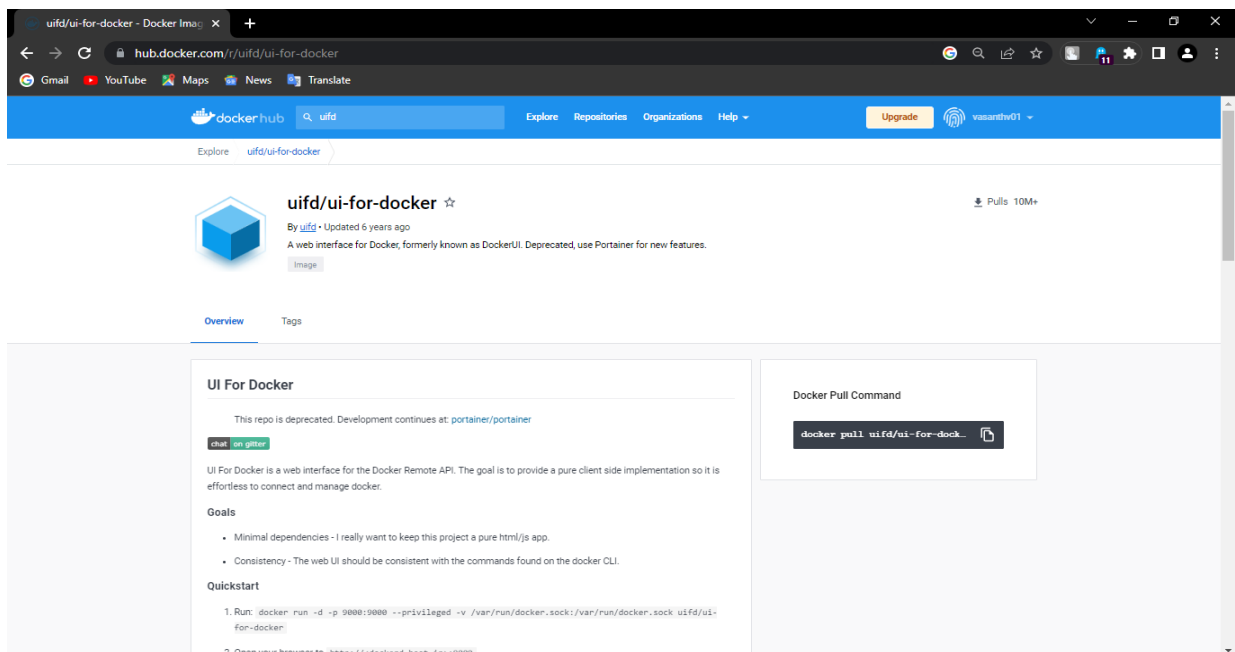 uifd/ui-for-docker - Docker Imag
hub.docker.com/r/uifd/ui-for-docker
11
Gmail YouTube Maps News Translate
dockerhub uifd Explore Repositories Organizations Help Upgrade vasanthv01
Explore uifd/ui-for-docker
uifd/ui-for-docker
Pulls 10M+
By uifd • Updated 6 years ago
A web interface for Docker, formerly known as DockerUI. Deprecated, use Portainer for new features.
Image
Overview Tags
UI For Docker
This repo is deprecated. Development continues at: portainer/portainer
chat on gitter
UI For Docker is a web interface for the Docker Remote API. The goal is to provide a pure client side implementation so it is
effortless to connect and manage docker.
Goals
• Minimal dependencies - I really want to keep this project a pure html/js app.
• Consistency - The web UI should be consistent with the commands found on the docker CLI.
Quickstart
1. Run: docker run -d -p 9000:9000 --privileged -v /var/run/docker.sock:/var/run/docker.sock uifd/ui-
for-docker
2. Open your browser to
Docker Pull Command
docker pull uifd/ui-for-dock…